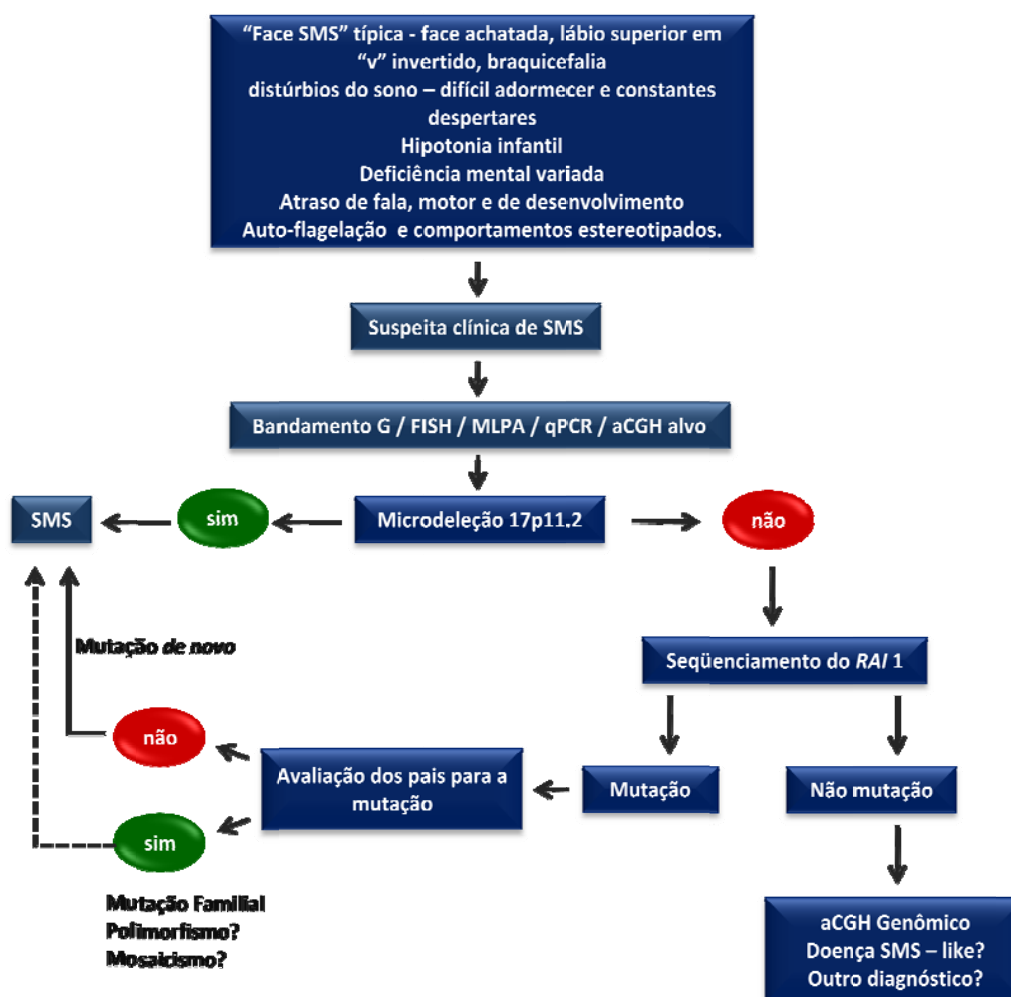 “Face SMS” típica - face achatada, lábio superior em
“v” invertido, braquicefalia
distúrbios do sono – difícil adormecer e constantes
despertares
Hipotonia infantil
Deficiência mental variada
Atraso de fala, motor e de desenvolvimento
Auto-flagelação e comportamentos estereotipados.
Suspeita clínica de SMS
Bandamento G / FISH / MLPA / qPCR / aCGH alvo
SMS
sim
Microdeleção 17p11.2
não
Mutação de novo
Seqüenciamento do RAI 1
não
Avaliação dos pais para a
mutação
Mutação
Não mutação
sim
Mutação Familial
Polimorfismo?
Mosaicismo?
aCGH Genômico
Doença SMS – like?
Outro diagnóstico?